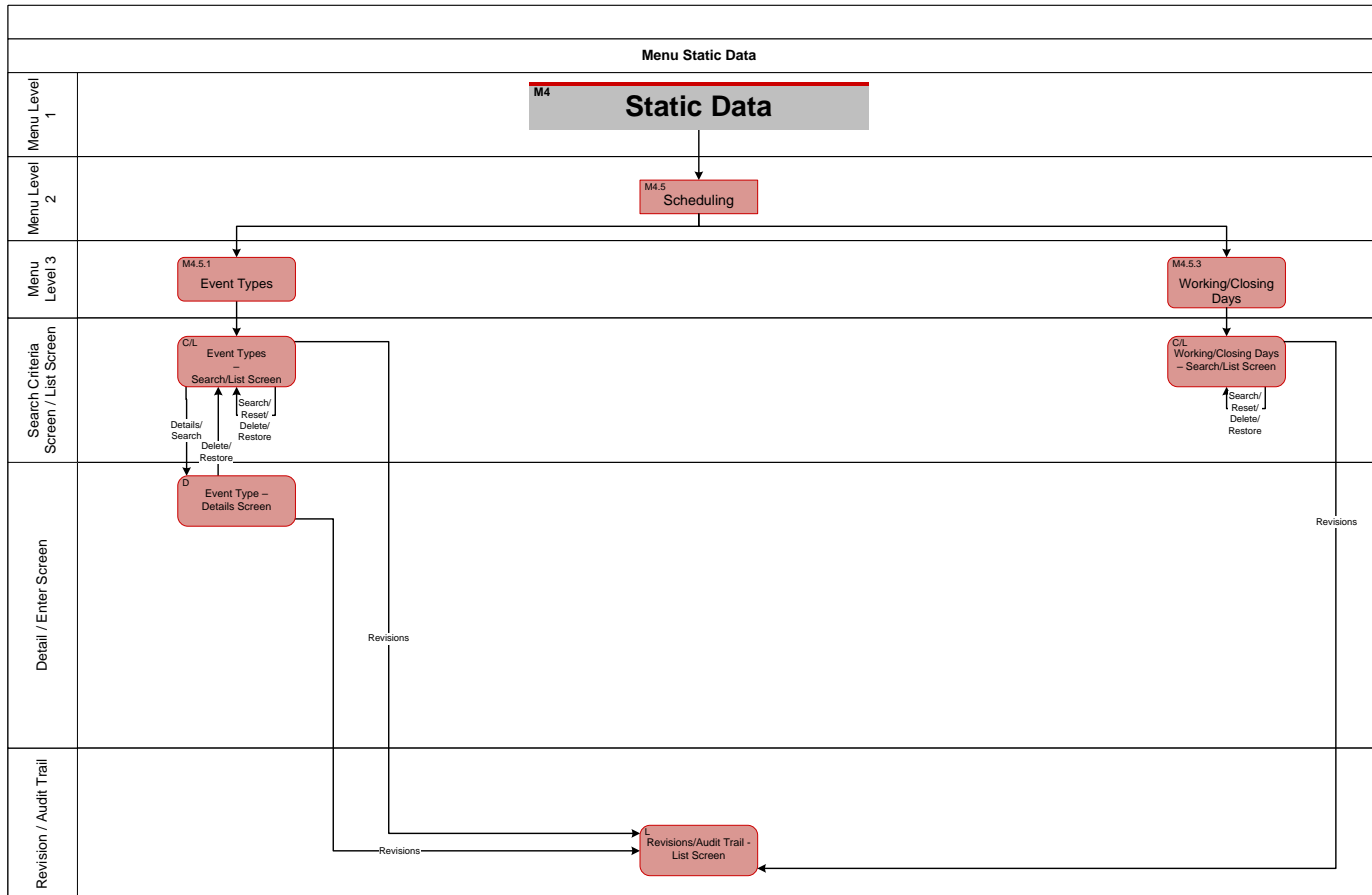 Menu Static Data
Menu Level
1
M4
Static Data
Menu Level
2
M4.5
Scheduling
Menu
Level 3
M4.5.1
Event Types
M4.5.3
Working/Closing
Days
Search Criteria
Screen / List Screen
C/L
Event Types
–
Search/List Screen
C/L
Working/Closing Days
– Search/List Screen
Search/
Reset/
Delete/
Restore
Search/
Reset/
Delete/
Restore
Details/
Search
Delete/
Restore
Detail / Enter Screen
D
Event Type –
Details Screen
Revisions
Revisions
Revision / Audit Trail
L
Revisions/Audit Trail -
List Screen
Revisions